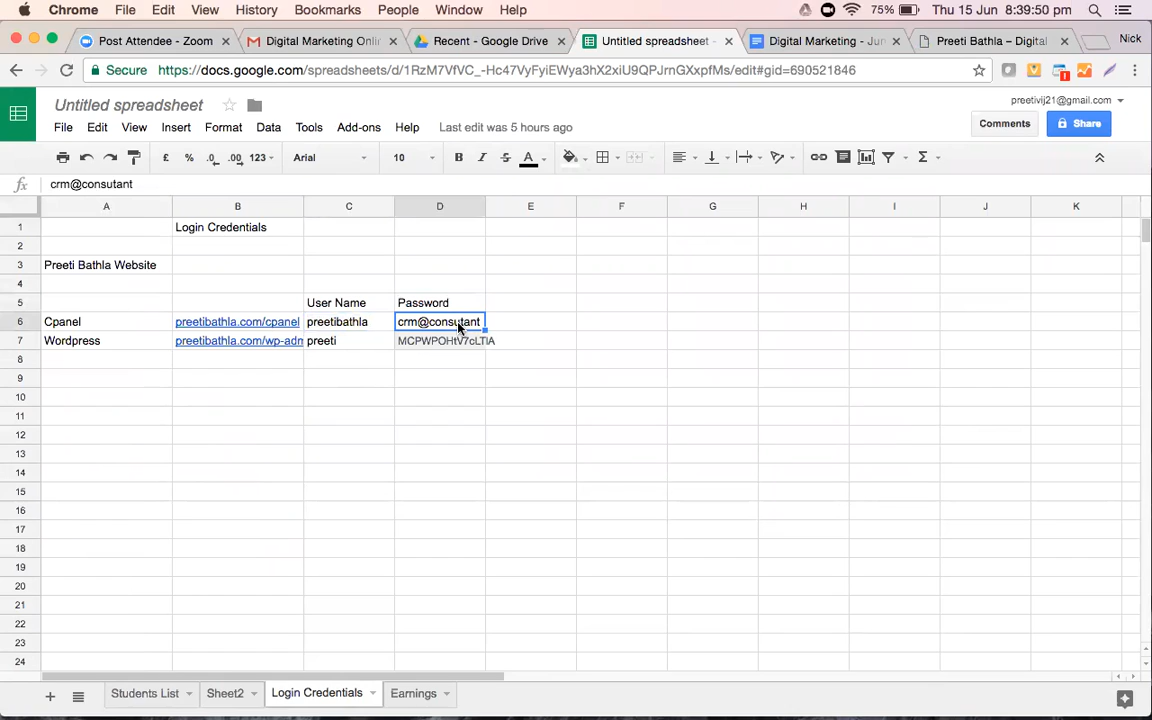 Chrome File Edit View History Bookmarks People Window Help 75% Thu 15 Jun 8:39:50 pm
Post Attendee - Zoom Digital Marketing Onli Recent - Google Drive Untitled spreadsheet - Digital Marketing - Jun Preeti Bathla – Digital Nick
Secure https://docs.google.com/spreadsheets/d/1RzM7VfVC_-Hc47VyFyiEWya3hX2xiU9QPJrnGXxpfMs/edit#gid=690521846
Untitled spreadsheet preetivij21@gmail.com
File Edit View Insert Format Data Tools Add-ons Help Last edit was 5 hours ago Comments Share
£ % .0 .00 123 Arial 10 B I S A
fx crm@consutant
A B C D E F G H I J K
1 Login Credentials
2
3 Preeti Bathla Website
4
5 User Name Password
6 Cpanel preetibathla.com/cpanel preetibathla crm@consutant
7 Wordpress preetibathla.com/wp-adm preeti
8
9
10
11
12
13
14
15
16
17
18
19
20
21
22
23
24
Students List Sheet2 Login Credentials Earnings